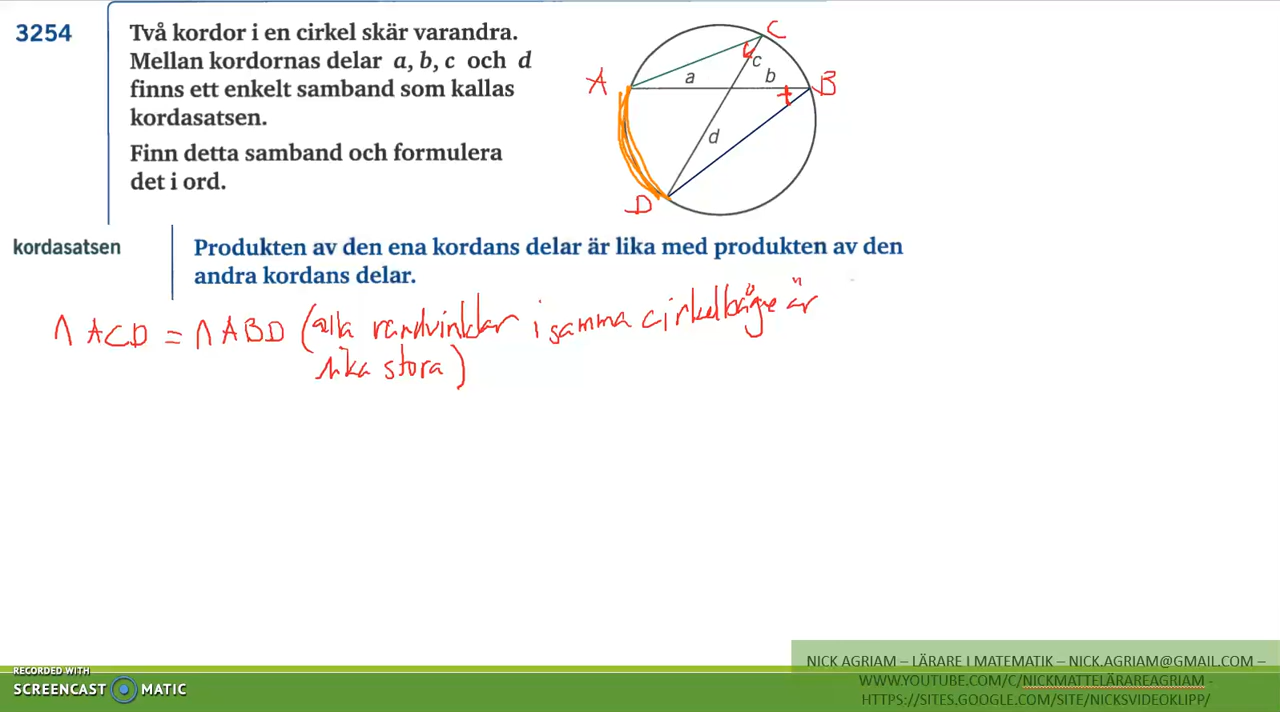 3254
Två kordor i en cirkel skär varandra.
Mellan kordornas delar a, b, c och d
finns ett enkelt samband som kallas
kordasatsen.
Finn detta samband och formulera
det i ord.
A
B
C
D
a
b
c
d
kordasatsen
Produkten av den ena kordans delar är lika med produkten av den
andra kordans delar.
∧ ACD = ∧ ABD (alla randvinklar i samma cirkelbåge är
lika stora)
RECORDED WITH
SCREENCAST MATIC
NICK AGRIAM – LÄRARE I MATEMATIK – NICK.AGRIAM@GMAIL.COM –
WWW.YOUTUBE.COM/C/NICKMATTELÄRAREAGRIAM -
HTTPS://SITES.GOOGLE.COM/SITE/NICKSVIDEOKLIPP/